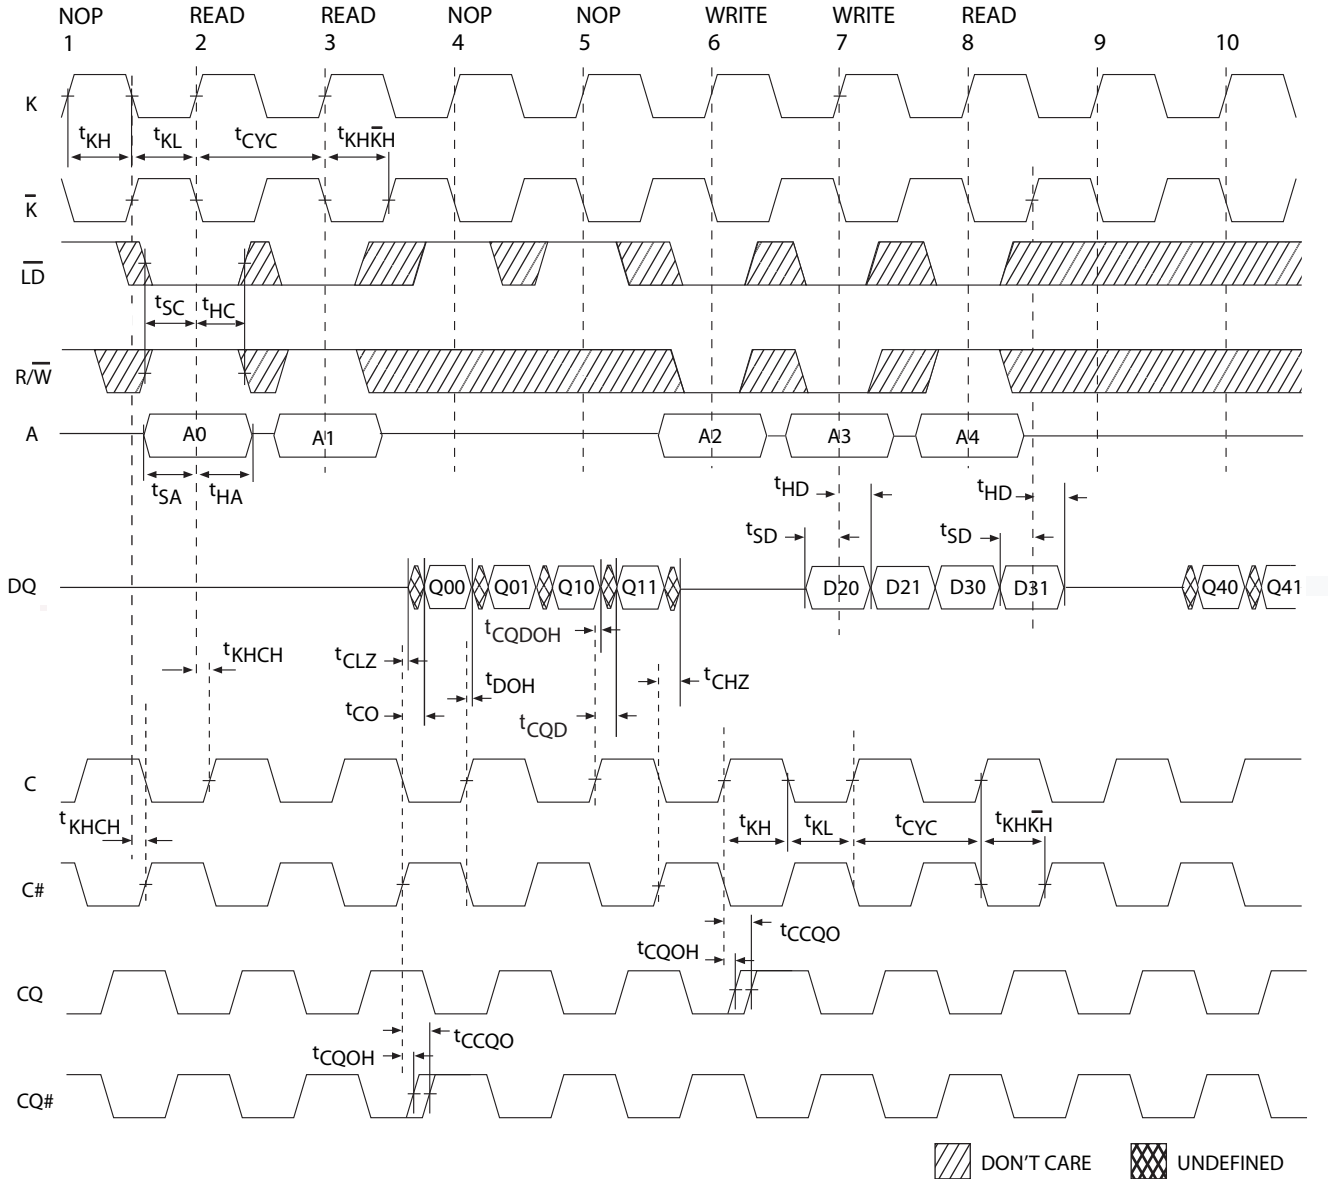 NOP READ READ NOP NOP WRITE WRITE READ
1 2 3 4 5 6 7 8 9 10
K
tKH tKL tCYC tKHK̅H
K̅
L̅D̅
tSC tHC
R/W̅
A A0 A1 A2 A3 A4
tSA tHA tHD tHD
tSD tSD
DQ Q00 Q01 Q10 Q11 D20 D21 D30 D31 Q40 Q41
tCQDOH
tKHCH tCLZ tDOH tCHZ
tCO tCQD
C
tKHCH tKH tKL tCYC tKHK̅H
C#
tCCQO
tCQOH
CQ
tCCQO
tCQOH
CQ#
DON'T CARE UNDEFINED